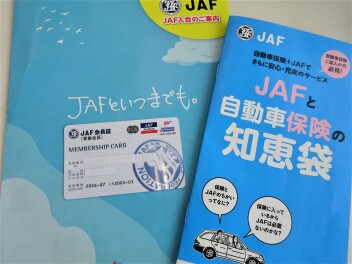 JAF
JAF入会のご案内
JAFといつまでも。
JAF会員証
MEMBERSHIP CARD
JAF
自動車保険+JAFで
さらに安心・充実のサービス
自動車保険
ご加入の
必見!
JAFと
自動車保険の
知恵袋
保険と
JAFのちがい
ってなに?
保険に入って
いるから
JAFは必要
ないのかな?